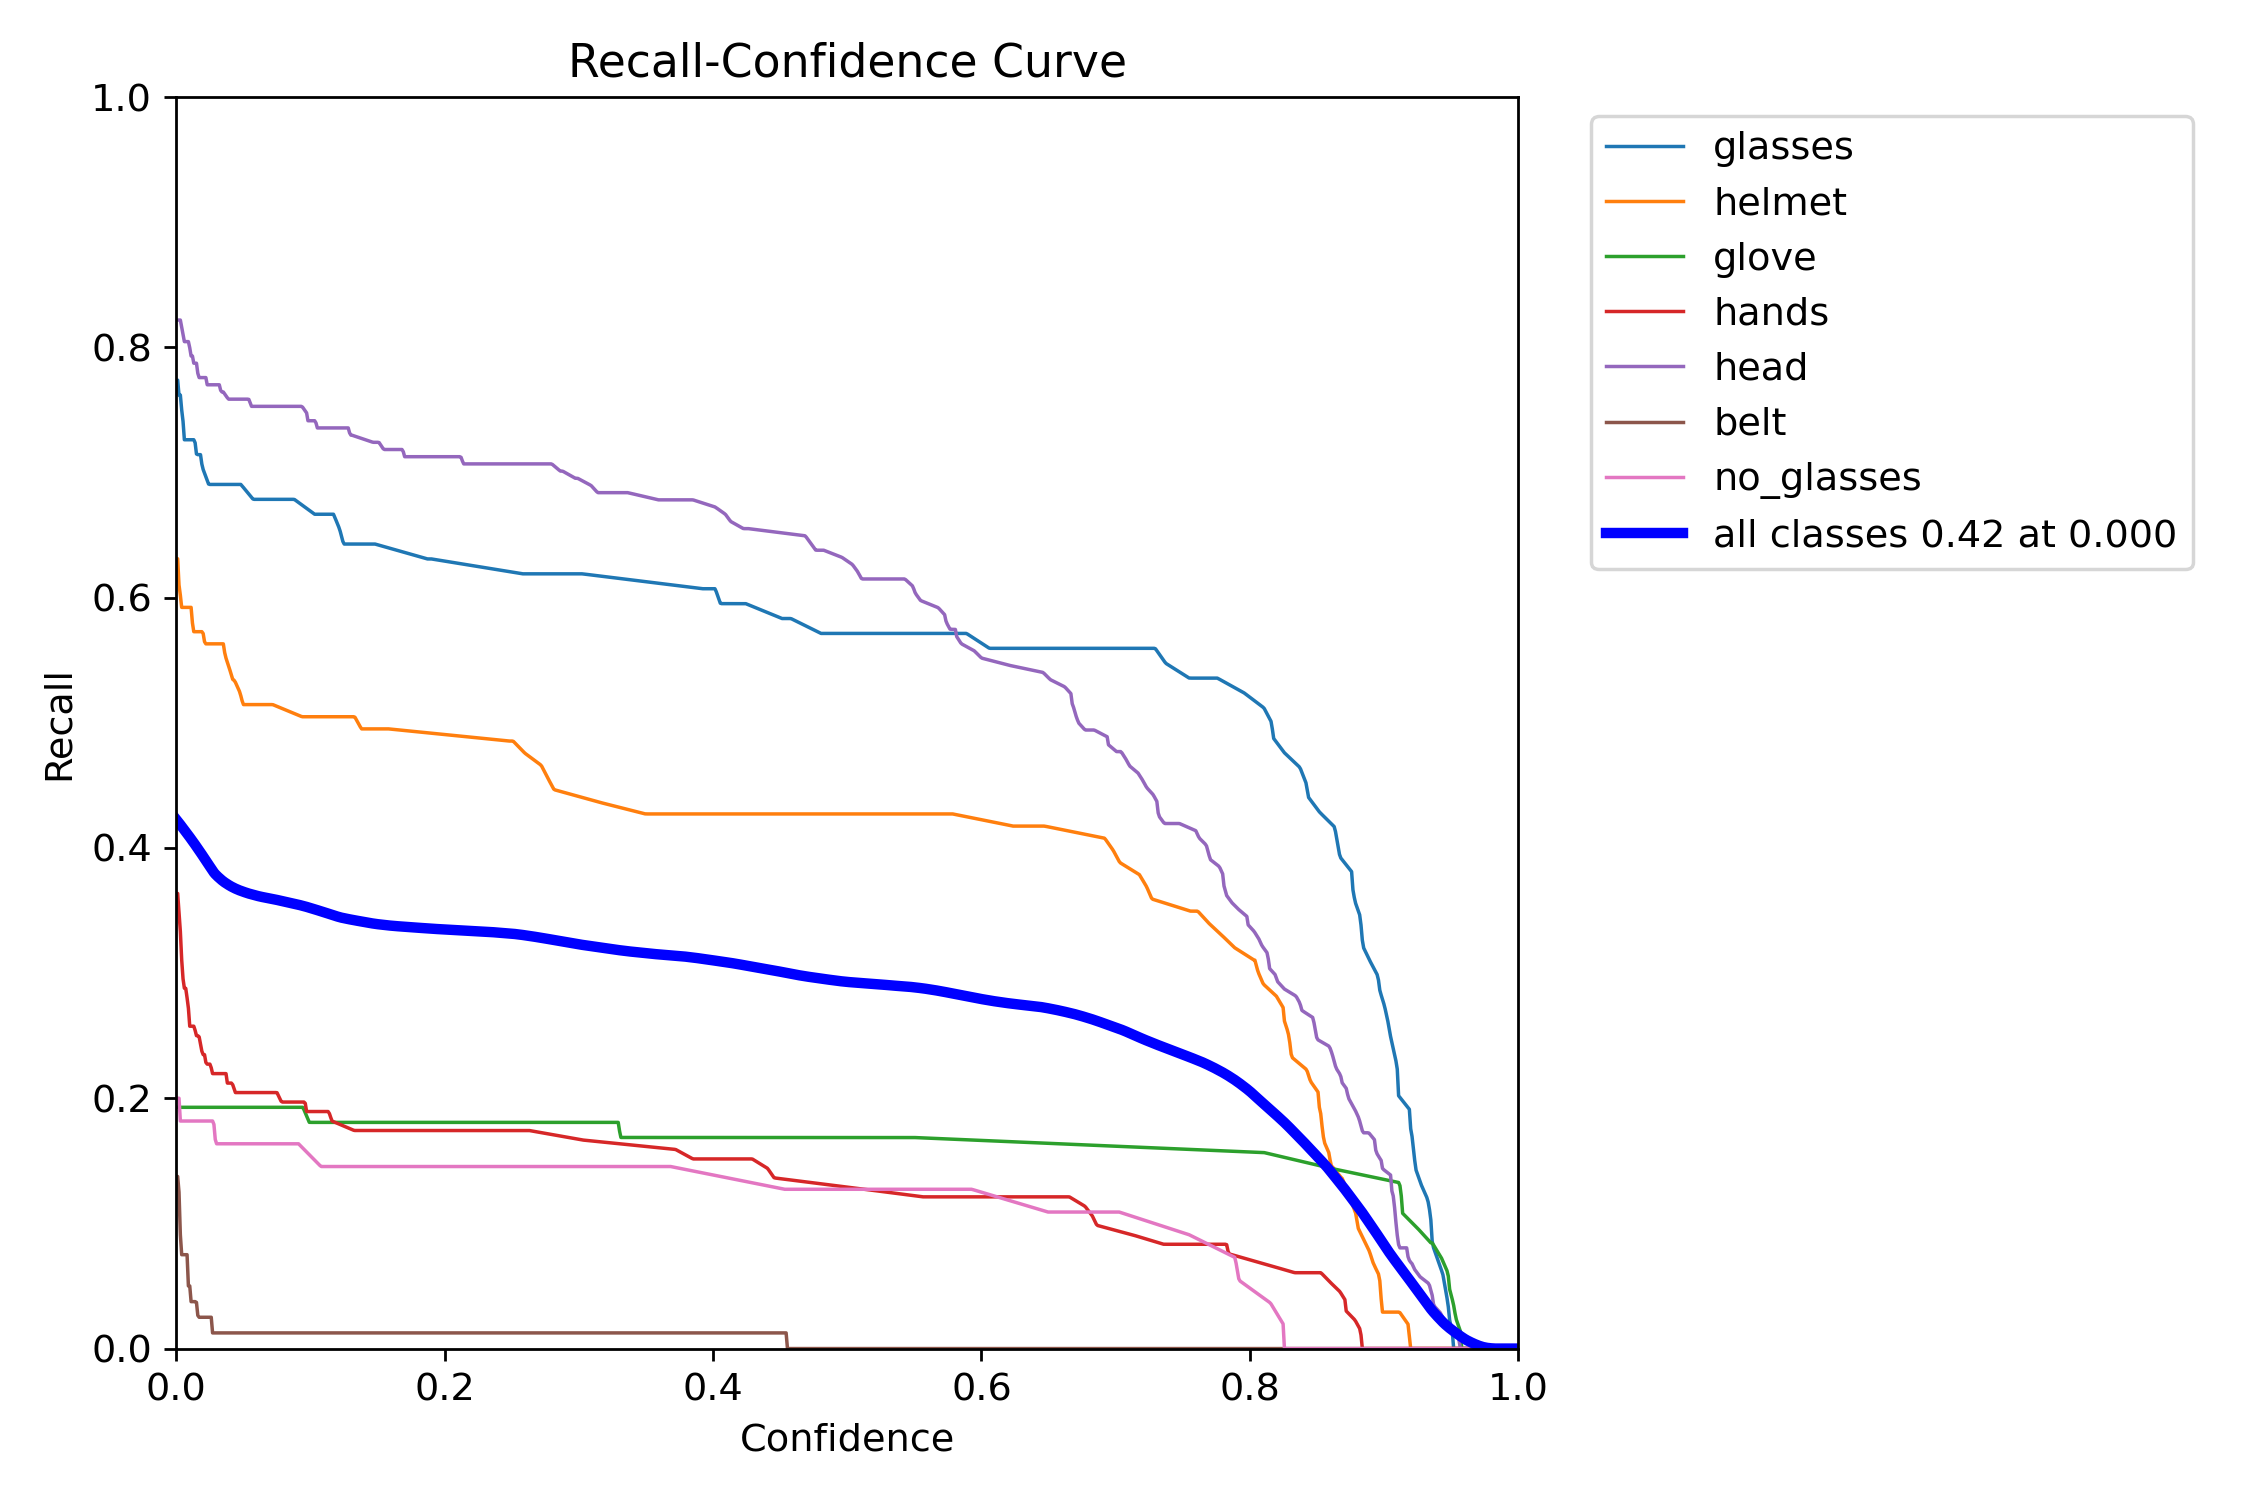 Recall-Confidence Curve
1.0
0.8
0.6
0.4
0.2
0.0
Recall
0.0 0.2 0.4 0.6 0.8 1.0
Confidence
glasses
helmet
glove
hands
head
belt
no_glasses
all classes 0.42 at 0.000